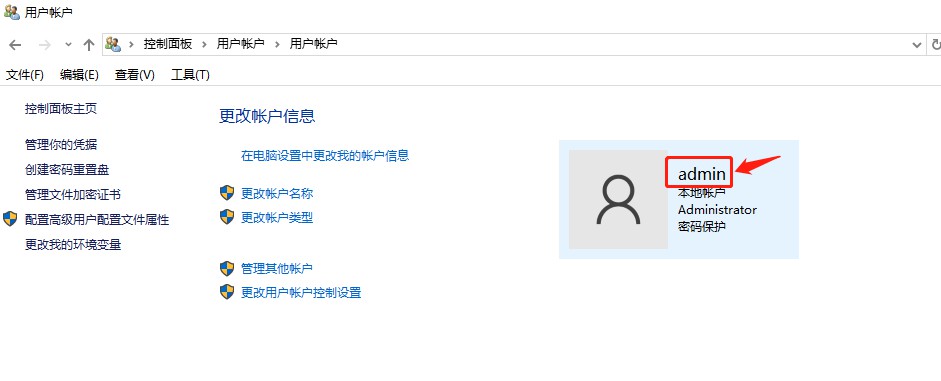 用户帐户
控制面板 › 用户帐户 › 用户帐户
文件(F) 编辑(E) 查看(V) 工具(T)
控制面板主页
管理你的凭据
创建密码重置盘
管理文件加密证书
配置高级用户配置文件属性
更改我的环境变量
更改帐户信息
在电脑设置中更改我的帐户信息
更改帐户名称
更改帐户类型
管理其他帐户
更改用户帐户控制设置
admin
本地帐户
Administrator
密码保护